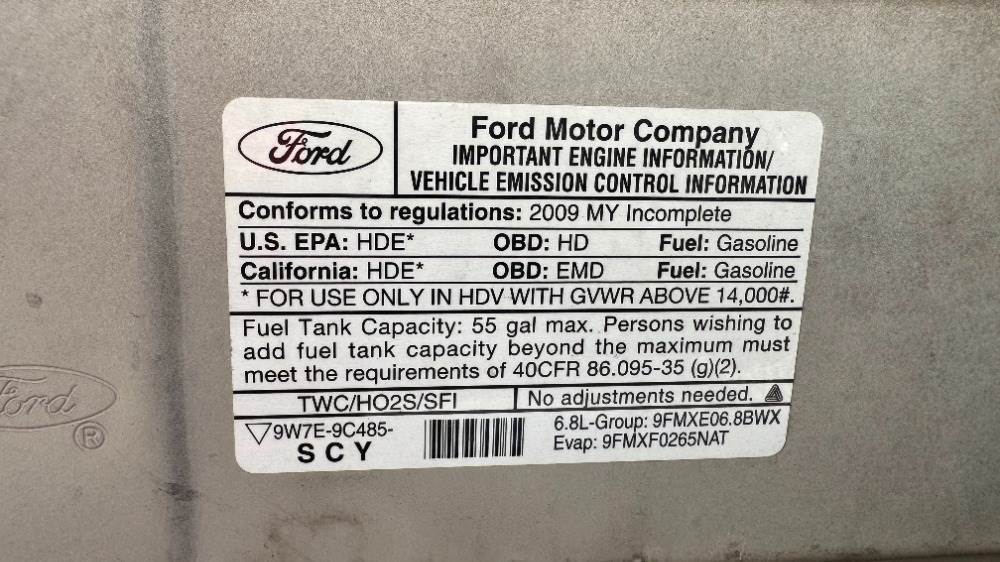 Ford
Ford Motor Company
IMPORTANT ENGINE INFORMATION/
VEHICLE EMISSION CONTROL INFORMATION
Conforms to regulations: 2009 MY Incomplete
U.S. EPA: HDE* OBD: HD Fuel: Gasoline
California: HDE* OBD: EMD Fuel: Gasoline
* FOR USE ONLY IN HDV WITH GVWR ABOVE 14,000#.
Fuel Tank Capacity: 55 gal max. Persons wishing to
add fuel tank capacity beyond the maximum must
meet the requirements of 40CFR 86.095-35 (g)(2).
TWC/HO2S/SFI No adjustments needed.
9W7E-9C485-
SCY
6.8L-Group: 9FMXE06.8BWX
Evap: 9FMXF0265NAT
Ford ®